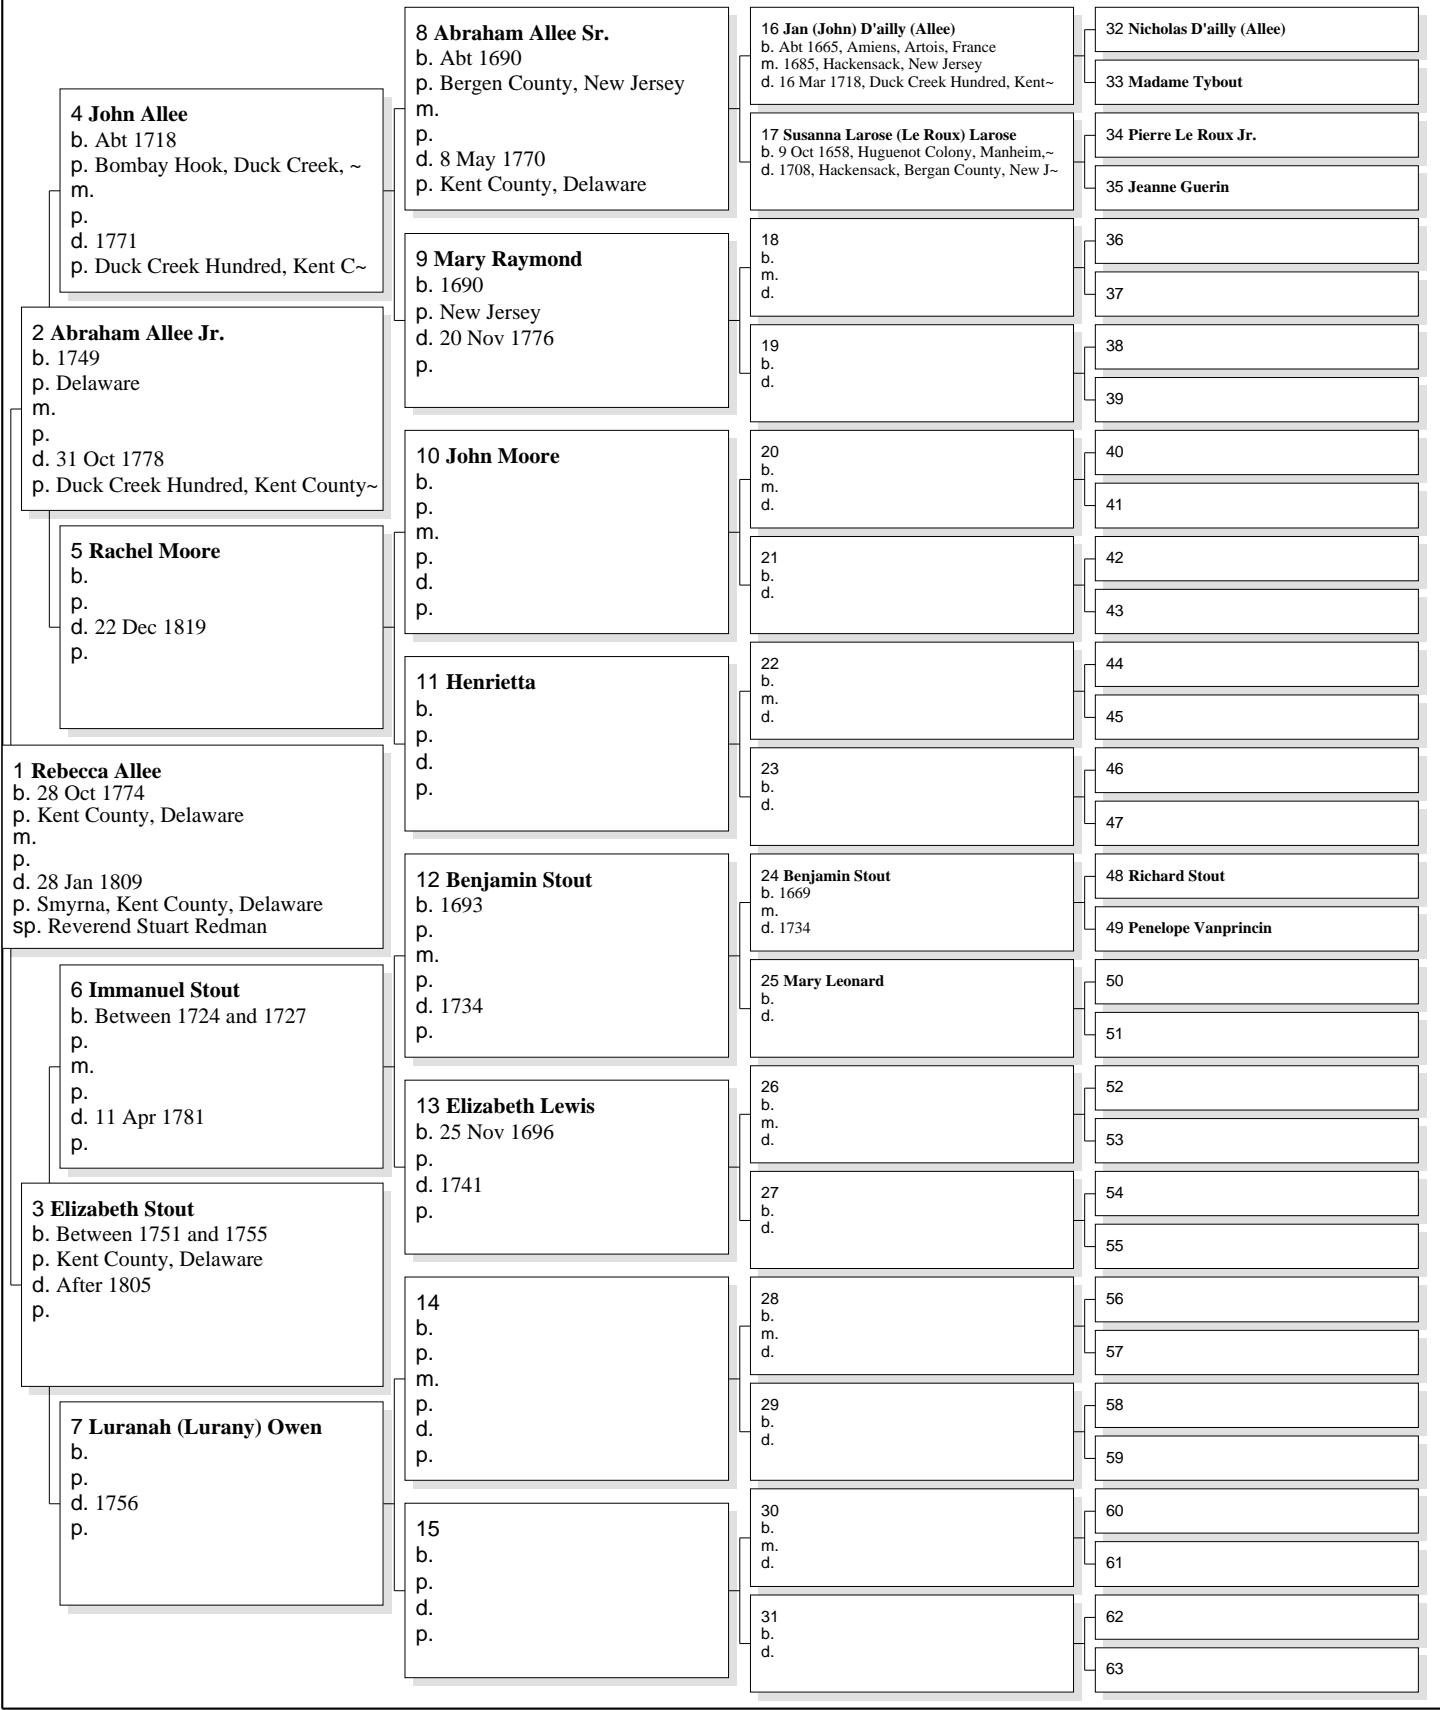 8 Abraham Allee Sr.
b. Abt 1690
p. Bergen County, New Jersey
m.
p.
d. 8 May 1770
p. Kent County, Delaware
16 Jan (John) D'ailly (Allee)
b. Abt 1665, Amiens, Artois, France
m. 1685, Hackensack, New Jersey
d. 16 Mar 1718, Duck Creek Hundred, Kent~
32 Nicholas D'ailly (Allee)
33 Madame Tybout
4 John Allee
b. Abt 1718
p. Bombay Hook, Duck Creek, ~
m.
p.
d. 1771
p. Duck Creek Hundred, Kent C~
17 Susanna Larose (Le Roux) Larose
b. 9 Oct 1658, Huguenot Colony, Manheim,~
d. 1708, Hackensack, Bergan County, New J~
34 Pierre Le Roux Jr.
35 Jeanne Guerin
9 Mary Raymond
b. 1690
p. New Jersey
d. 20 Nov 1776
p.
18
b.
m.
d.
36
37
2 Abraham Allee Jr.
b. 1749
p. Delaware
m.
p.
d. 31 Oct 1778
p. Duck Creek Hundred, Kent County~
19
b.
d.
38
39
10 John Moore
b.
p.
m.
p.
d.
p.
20
b.
m.
d.
40
41
5 Rachel Moore
b.
p.
d. 22 Dec 1819
p.
21
b.
d.
42
43
11 Henrietta
b.
p.
d.
p.
22
b.
m.
d.
44
45
1 Rebecca Allee
b. 28 Oct 1774
p. Kent County, Delaware
m.
p.
d. 28 Jan 1809
p. Smyrna, Kent County, Delaware
sp. Reverend Stuart Redman
23
b.
d.
46
47
12 Benjamin Stout
b. 1693
p.
m.
p.
d. 1734
p.
24 Benjamin Stout
b. 1669
m.
d. 1734
48 Richard Stout
49 Penelope Vanprincin
6 Immanuel Stout
b. Between 1724 and 1727
p.
m.
p.
d. 11 Apr 1781
p.
25 Mary Leonard
b.
d.
50
51
13 Elizabeth Lewis
b. 25 Nov 1696
p.
d. 1741
p.
26
b.
m.
d.
52
53
3 Elizabeth Stout
b. Between 1751 and 1755
p. Kent County, Delaware
d. After 1805
p.
27
b.
d.
54
55
14
b.
p.
m.
p.
d.
p.
28
b.
m.
d.
56
57
7 Luranah (Lurany) Owen
b.
p.
d. 1756
p.
29
b.
d.
58
59
15
b.
p.
d.
p.
30
b.
m.
d.
60
61
31
b.
d.
62
63